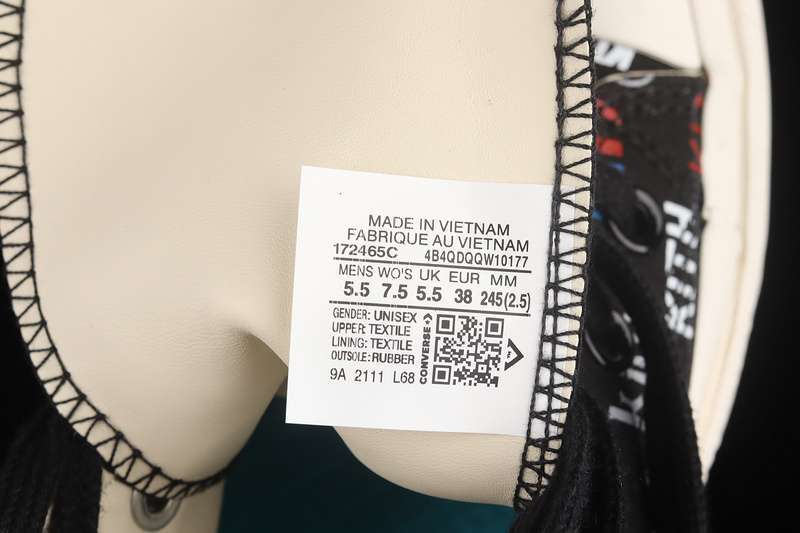 MADE IN VIETNAM
FABRIQUE AU VIETNAM
172465C 4B4QDQQW10177
MENS WO'S UK EUR MM
5.5 7.5 5.5 38 245(2.5)
GENDER: UNISEX
UPPER: TEXTILE
LINING: TEXTILE
OUTSOLE: RUBBER
9A 2111 L68
CONVERSE